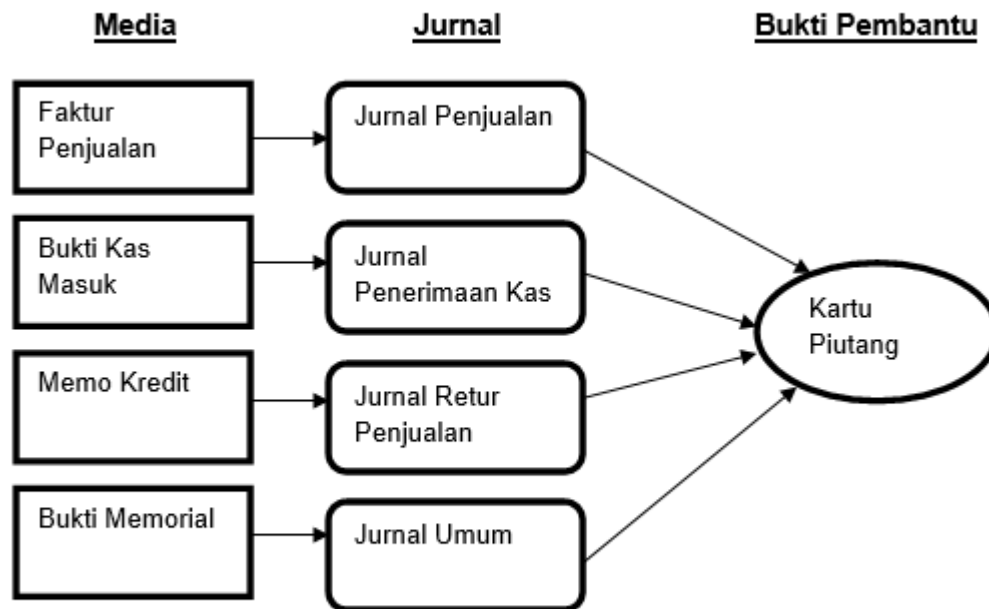 Media
Jurnal
Bukti Pembantu
Faktur
Penjualan
Jurnal Penjualan
Bukti Kas
Masuk
Jurnal
Penerimaan Kas
Kartu
Piutang
Memo Kredit
Jurnal Retur
Penjualan
Bukti Memorial
Jurnal Umum